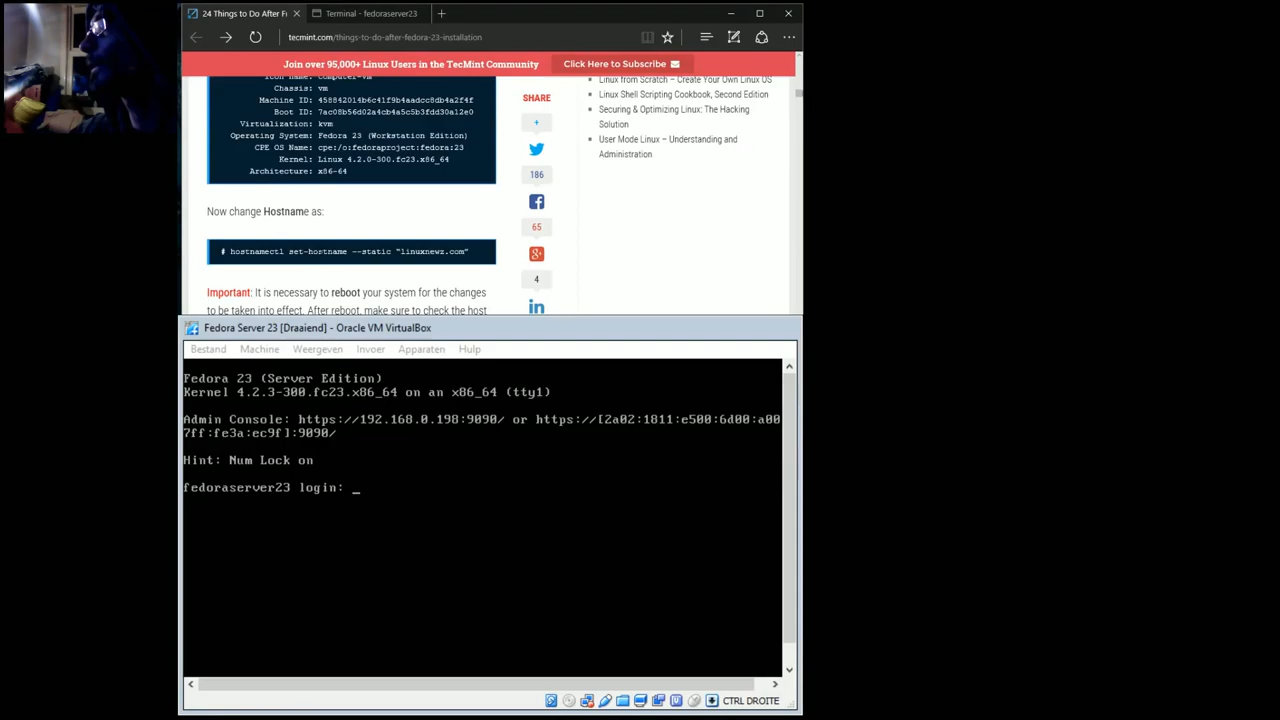 24 Things to Do After F
Terminal - fedoraserver23
tecmint.com/things-to-do-after-fedora-23-installation
Join over 95,000+ Linux Users in the TecMint Community
Click Here to Subscribe
Chassis: vm
Machine ID: 458842014b6c41f9b4aadcc8db4a2f4f
Boot ID: 7ac08b56d02a4cb4a5c5b3fdd30a12e0
Virtualization: kvm
Operating System: Fedora 23 (Workstation Edition)
CPE OS Name: cpe:/o:fedoraproject:fedora:23
Kernel: Linux 4.2.0-300.fc23.x86_64
Architecture: x86-64
Now change Hostname as:
# hostnamectl set-hostname --static “linuxnewz.com”
Important: It is necessary to reboot your system for the changes
to be taken into effect. After reboot, make sure to check the host
SHARE
+
186
65
4
Linux from Scratch – Create Your Own Linux OS
Linux Shell Scripting Cookbook, Second Edition
Securing & Optimizing Linux: The Hacking
Solution
User Mode Linux – Understanding and
Administration
Fedora Server 23 [Draaiend] - Oracle VM VirtualBox
Bestand Machine Weergeven Invoer Apparaten Hulp
Fedora 23 (Server Edition)
Kernel 4.2.3-300.fc23.x86_64 on an x86_64 (tty1)
Admin Console: https://192.168.0.198:9090/ or https://[2a02:1811:e500:6d00:a00
7ff:fe3a:ec9f]:9090/
Hint: Num Lock on
fedoraserver23 login: _
CTRL DROITE